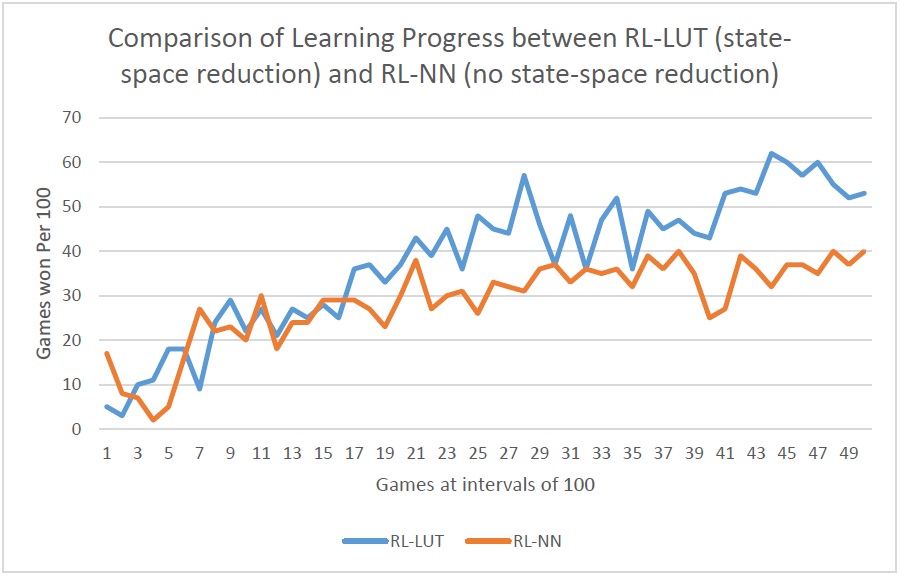 Comparison of Learning Progress between RL-LUT (state-
space reduction) and RL-NN (no state-space reduction)
70
60
50
40
30
20
10
0
Games won Per 100
1 3 5 7 9 11 13 15 17 19 21 23 25 27 29 31 33 35 37 39 41 43 45 47 49
Games at intervals of 100
RL-LUT RL-NN